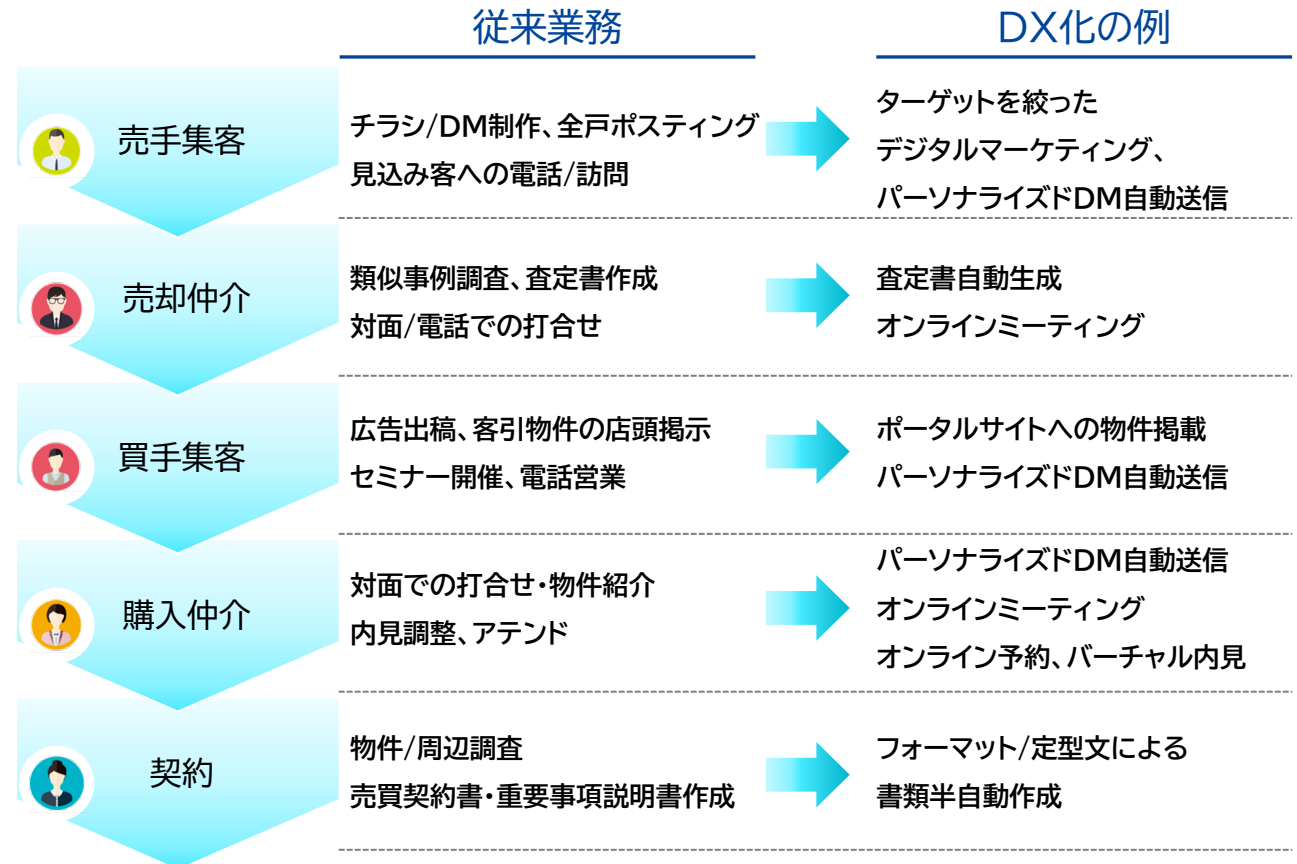 従来業務
DX化の例
売手集客
チラシ/DM制作、全戸ポスティング
見込み客への電話/訪問
ターゲットを絞った
デジタルマーケティング、
パーソナライズドDM自動送信
売却仲介
類似事例調査、査定書作成
対面/電話での打合せ
査定書自動生成
オンラインミーティング
買手集客
広告出稿、客引物件の店頭掲示
セミナー開催、電話営業
ポータルサイトへの物件掲載
パーソナライズドDM自動送信
購入仲介
対面での打合せ・物件紹介
内見調整、アテンド
パーソナライズドDM自動送信
オンラインミーティング
オンライン予約、バーチャル内見
契約
物件/周辺調査
売買契約書・重要事項説明書作成
フォーマット/定型文による
書類半自動作成